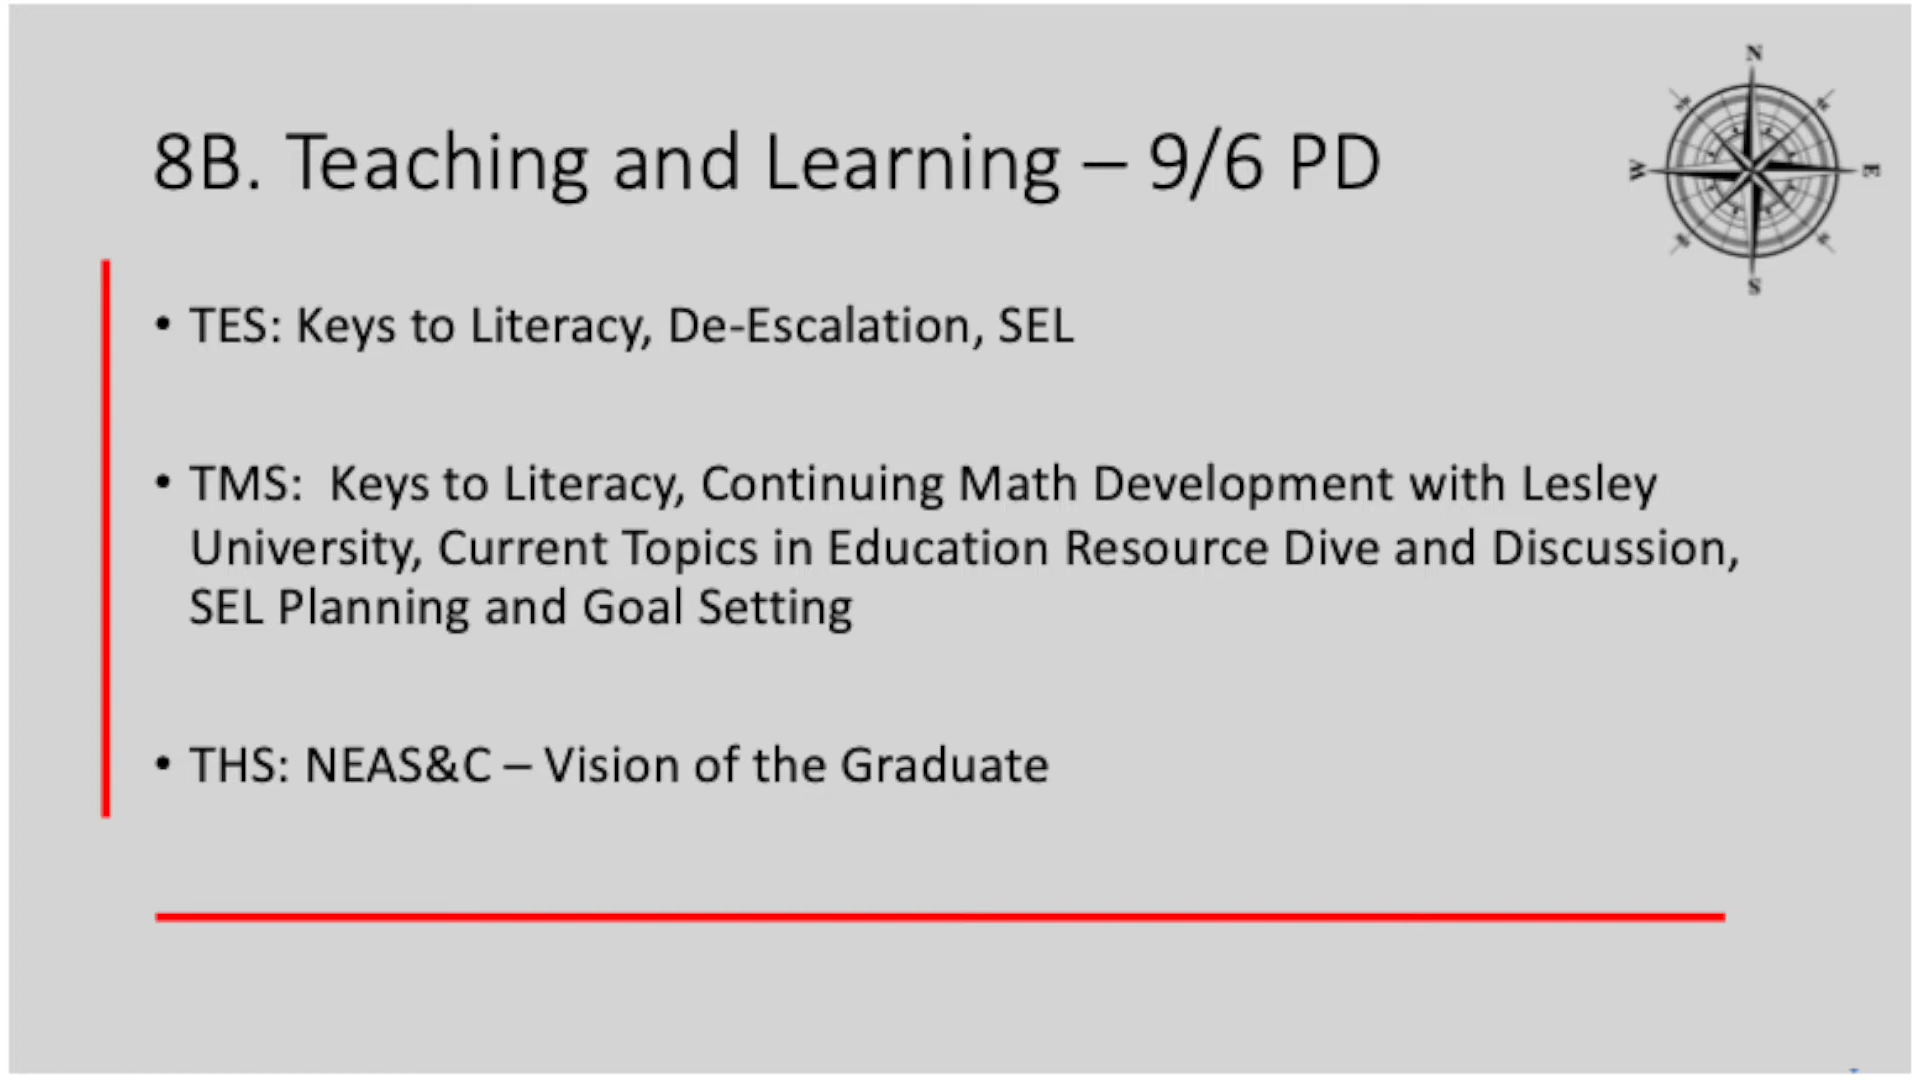 8B. Teaching and Learning – 9/6 PD
N
W
E
S
• TES: Keys to Literacy, De-Escalation, SEL
• TMS:  Keys to Literacy, Continuing Math Development with Lesley
University, Current Topics in Education Resource Dive and Discussion,
SEL Planning and Goal Setting
• THS: NEAS&C – Vision of the Graduate